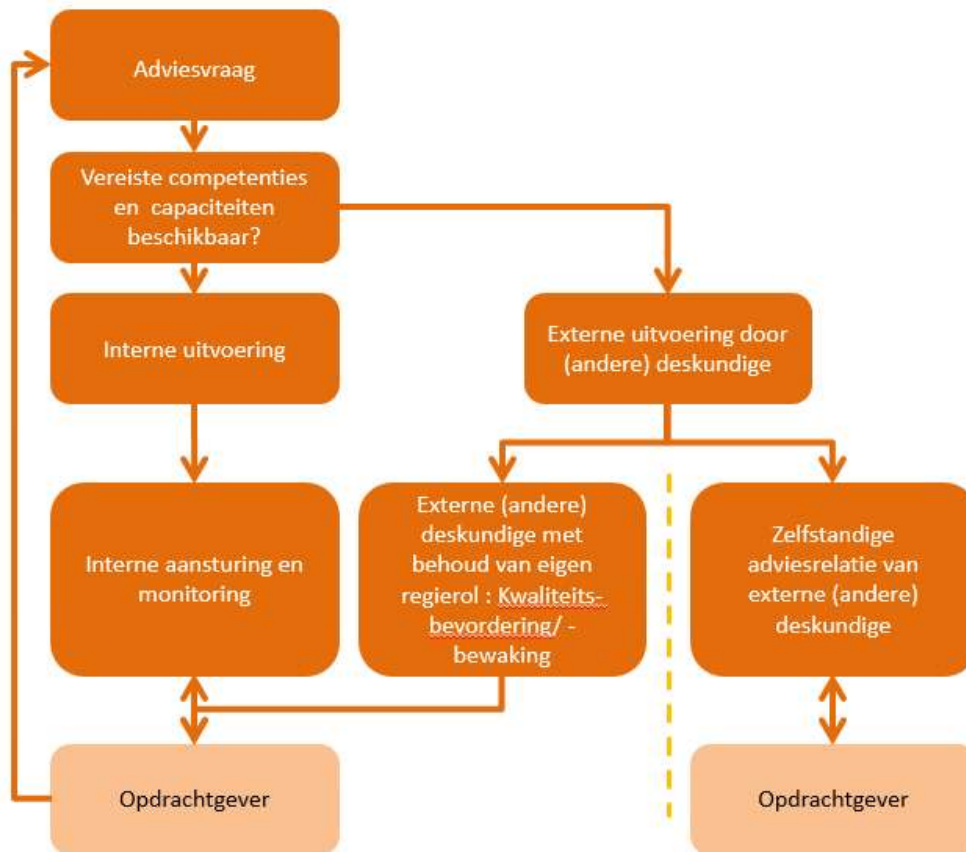 Adviesvraag
Vereiste competenties
en capaciteiten
beschikbaar?
Interne uitvoering
Externe uitvoering door
(andere) deskundige
Interne aansturing en
monitoring
Externe (andere)
deskundige met
behoud van eigen
regierol : Kwaliteits-
bevordering/ -
bewaking
Zelfstandige
adviesrelatie van
externe (andere)
deskundige
Opdrachtgever
Opdrachtgever